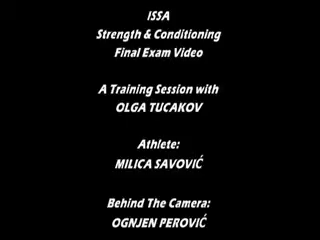 ISSA
Strength & Conditioning
Final Exam Video
A Training Session with
OLGA TUCAKOV
Athlete:
MILICA SAVOVIĆ
Behind The Camera:
OGNJEN PEROVIĆ